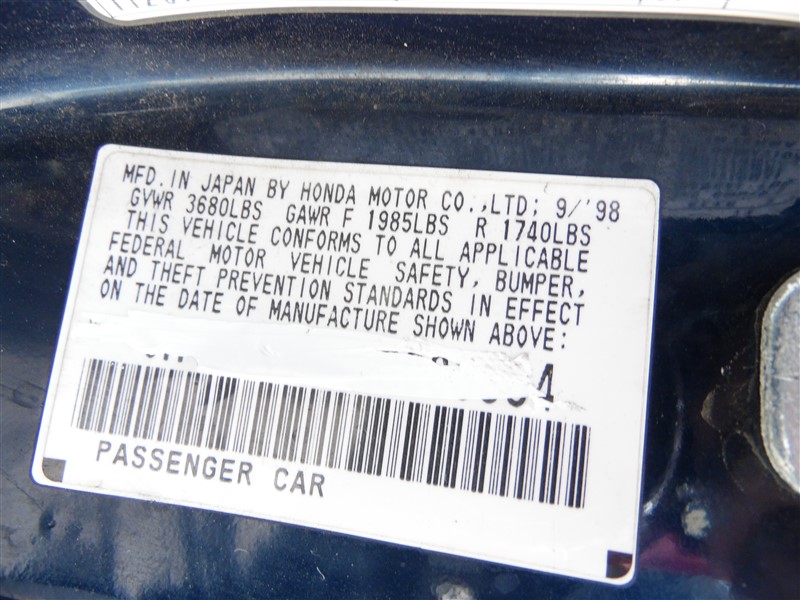 MFD. IN JAPAN BY HONDA MOTOR CO.,LTD; 9/'98
GVWR 3680LBS GAWR F 1985LBS R 1740LBS
THIS VEHICLE CONFORMS TO ALL APPLICABLE
FEDERAL MOTOR VEHICLE SAFETY, BUMPER,
AND THEFT PREVENTION STANDARDS IN EFFECT
ON THE DATE OF MANUFACTURE SHOWN ABOVE:
PASSENGER CAR